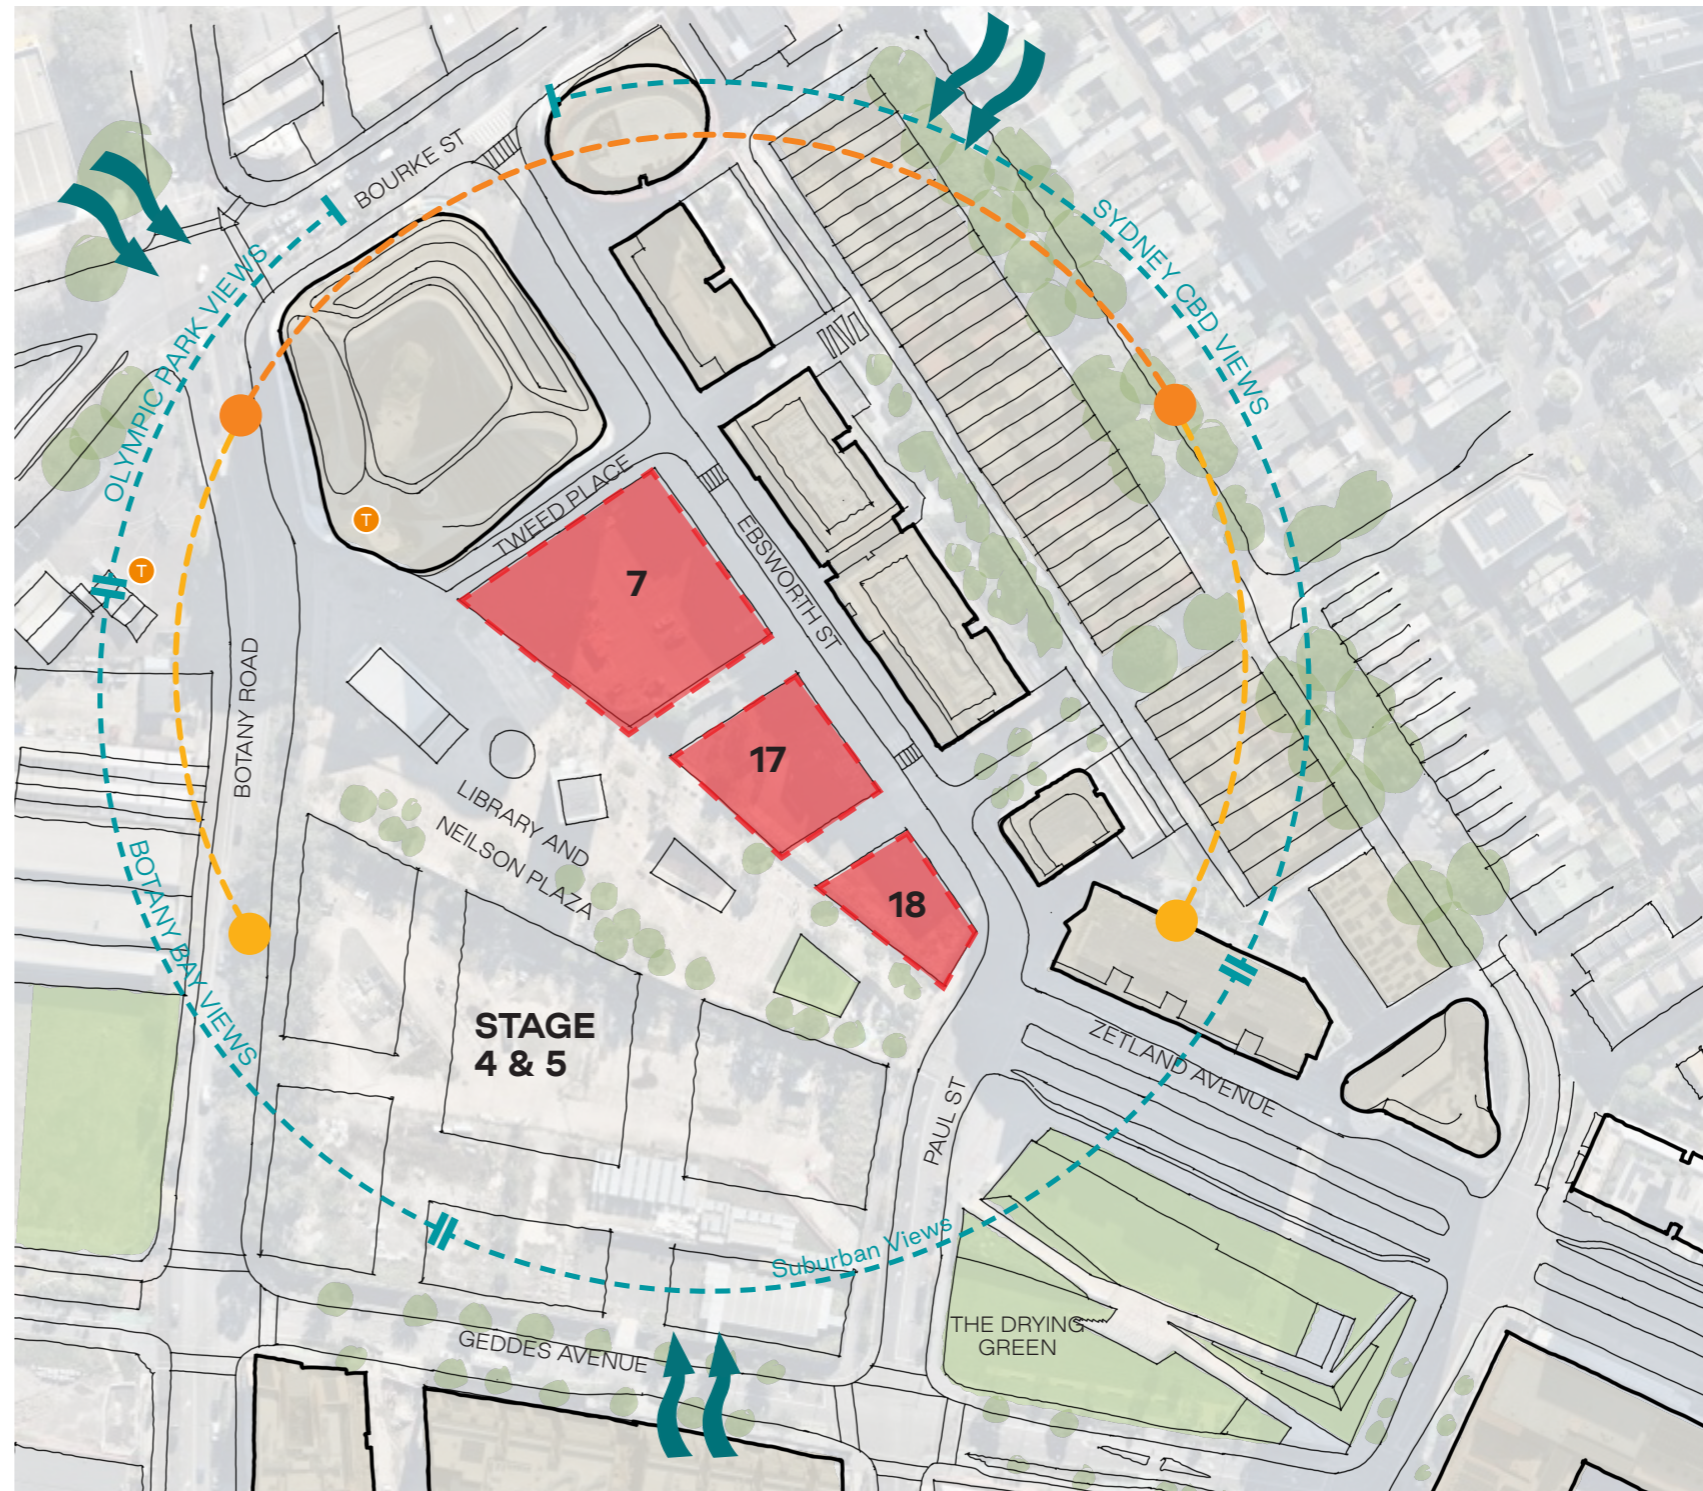 BOURKE ST
OLYMPIC PARK VIEWS
SYDNEY CBD VIEWS
TWEED PLACE
T
T
7
EBSWORTH ST
BOTANY ROAD
17
LIBRARY AND
NEILSON PLAZA
18
BOTANY BAY VIEWS
STAGE
4 & 5
ZETLAND AVENUE
PAUL ST
Suburban Views
THE DRYING
GREEN
GEDDES AVENUE